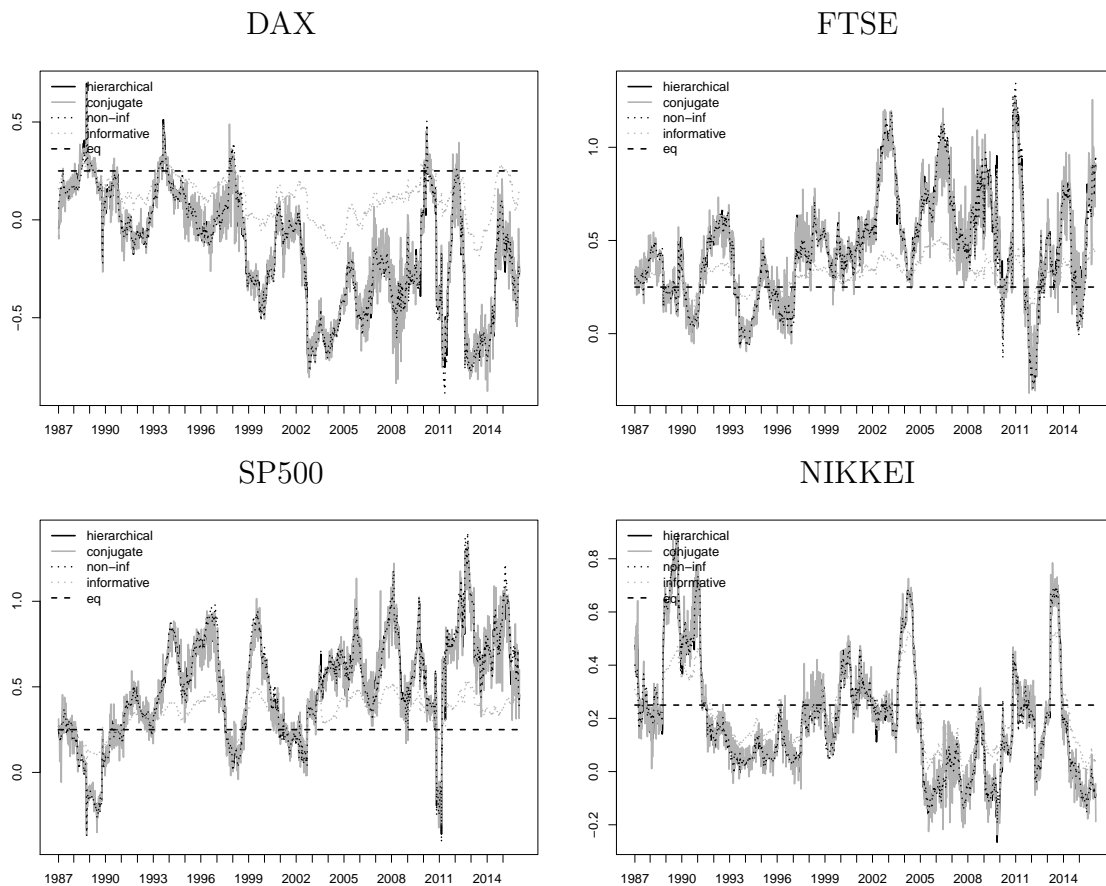 DAX
hierarchical
conjugate
non−inf
informative
eq
0.5
0.0
−0.5
1987 1990 1993 1996 1999 2002 2005 2008 2011 2014
FTSE
hierarchical
conjugate
non−inf
informative
eq
1.0
0.5
0.0
1987 1990 1993 1996 1999 2002 2005 2008 2011 2014
SP500
hierarchical
conjugate
non−inf
informative
eq
1.0
0.5
0.0
1987 1990 1993 1996 1999 2002 2005 2008 2011 2014
NIKKEI
hierarchical
conjugate
non−inf
informative
eq
0.8
0.6
0.4
0.2
0.0
−0.2
1987 1990 1993 1996 1999 2002 2005 2008 2011 2014